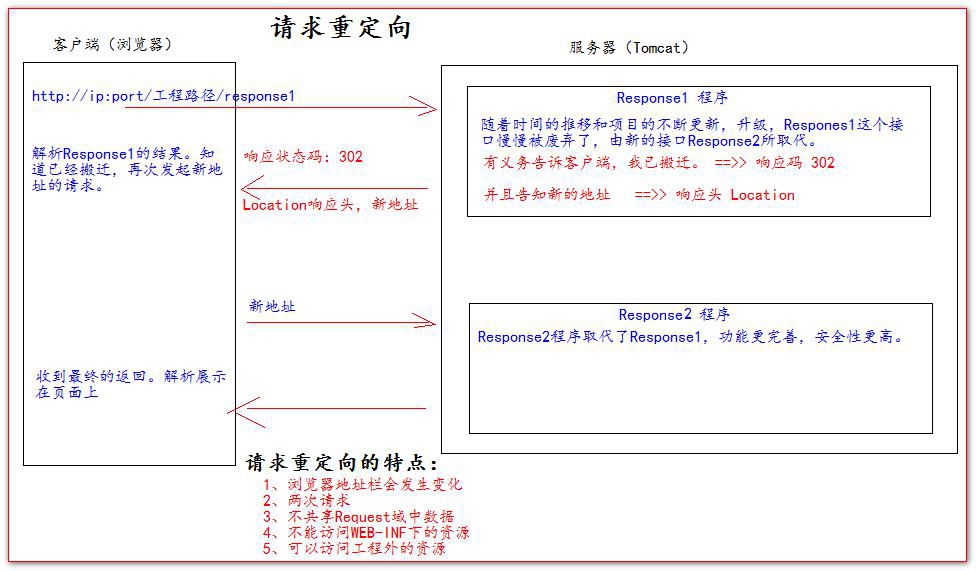 请求重定向
客户端（浏览器）
服务器（Tomcat）
http://ip:port/工程路径/response1
Response1 程序
随着时间的推移和项目的不断更新，升级，Respones1这个接
口慢慢被废弃了，由新的接口Response2所取代。
有义务告诉客户端，我已搬迁。 ==>> 响应码 302
并且告知新的地址 ==>> 响应头 Location
解析Response1的结果。知
道已经搬迁，再次发起新地
址的请求。
响应状态码：302
Location响应头，新地址
新地址
Response2 程序
Response2程序取代了Response1，功能更完善，安全性更高。
收到最终的返回。解析展示
在页面上
请求重定向的特点：
1、浏览器地址栏会发生变化
2、两次请求
3、不共享Request域中数据
4、不能访问WEB-INF下的资源
5、可以访问工程外的资源